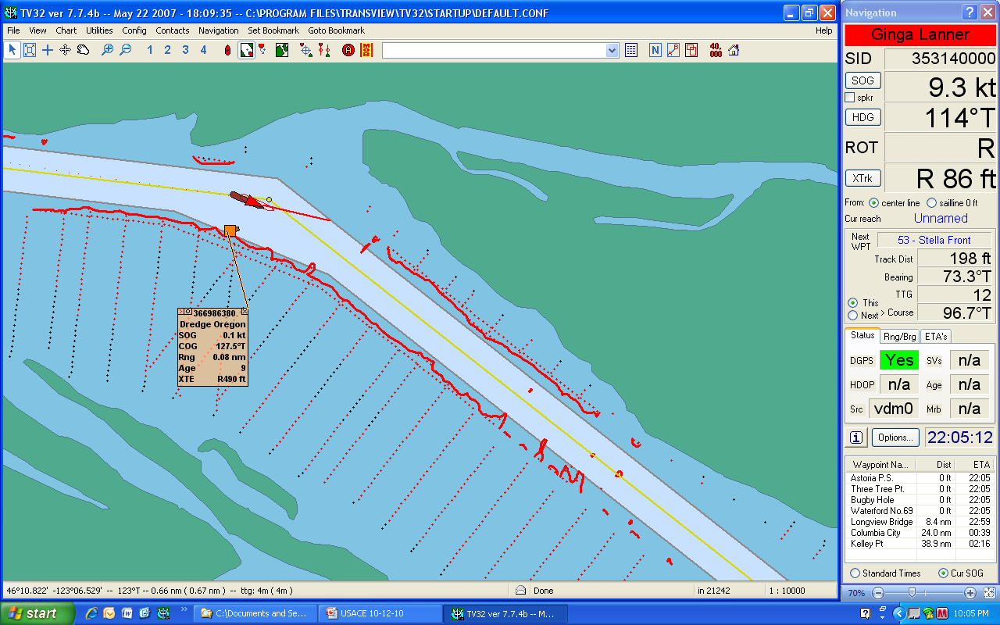 TV32 ver 7.7.4b -- May 22 2007 - 18:09:35 -- C:\PROGRAM FILES\TRANSVIEW\TV32\STARTUP\DEFAULT.CONF
File View Chart Utilities Config Contacts Navigation Set Bookmark Goto Bookmark Help
1 2 3 4 A MOB N 40,000
366986380
Dredge Oregon
SOG 0.1 kt
COG 127.5°T
Rng 0.08 nm
Age 9
XTE R490 ft
46°10.822' -123°06.529' -- 123°T -- 0.66 nm ( 0.67 nm ) -- ttg: 4m ( 4m )
Done
in 21242
1 : 10000
Navigation
Ginga Lanner
SID 353140000
SOG 9.3 kt
spkr
HDG 114°T
ROT R
XTrk R 86 ft
From: center line sailline 0 ft
Cur reach Unnamed
Next WPT 53 - Stella Front
Track Dist 198 ft
Bearing 73.3°T
TTG 12
This
Next > Course 96.7°T
Status Rng/Brg ETA's
DGPS Yes SVs n/a
HDOP n/a Age n/a
Src vdm0 Mrb n/a
i Options... 22:05:12
Waypoint Na... Dist ETA
Astoria P.S. 0 ft 22:05
Three Tree Pt. 0 ft 22:05
Bugby Hole 0 ft 22:05
Waterford No.69 0 ft 22:05
Longview Bridge 8.4 nm 22:59
Columbia City 24.0 nm 00:39
Kelley Pt 38.9 nm 02:16
Standard Times Cur SOG
70%
start
C:\Documents and Se...
USACE 10-12-10
TV32 ver 7.7.4b -- M...
10:05 PM